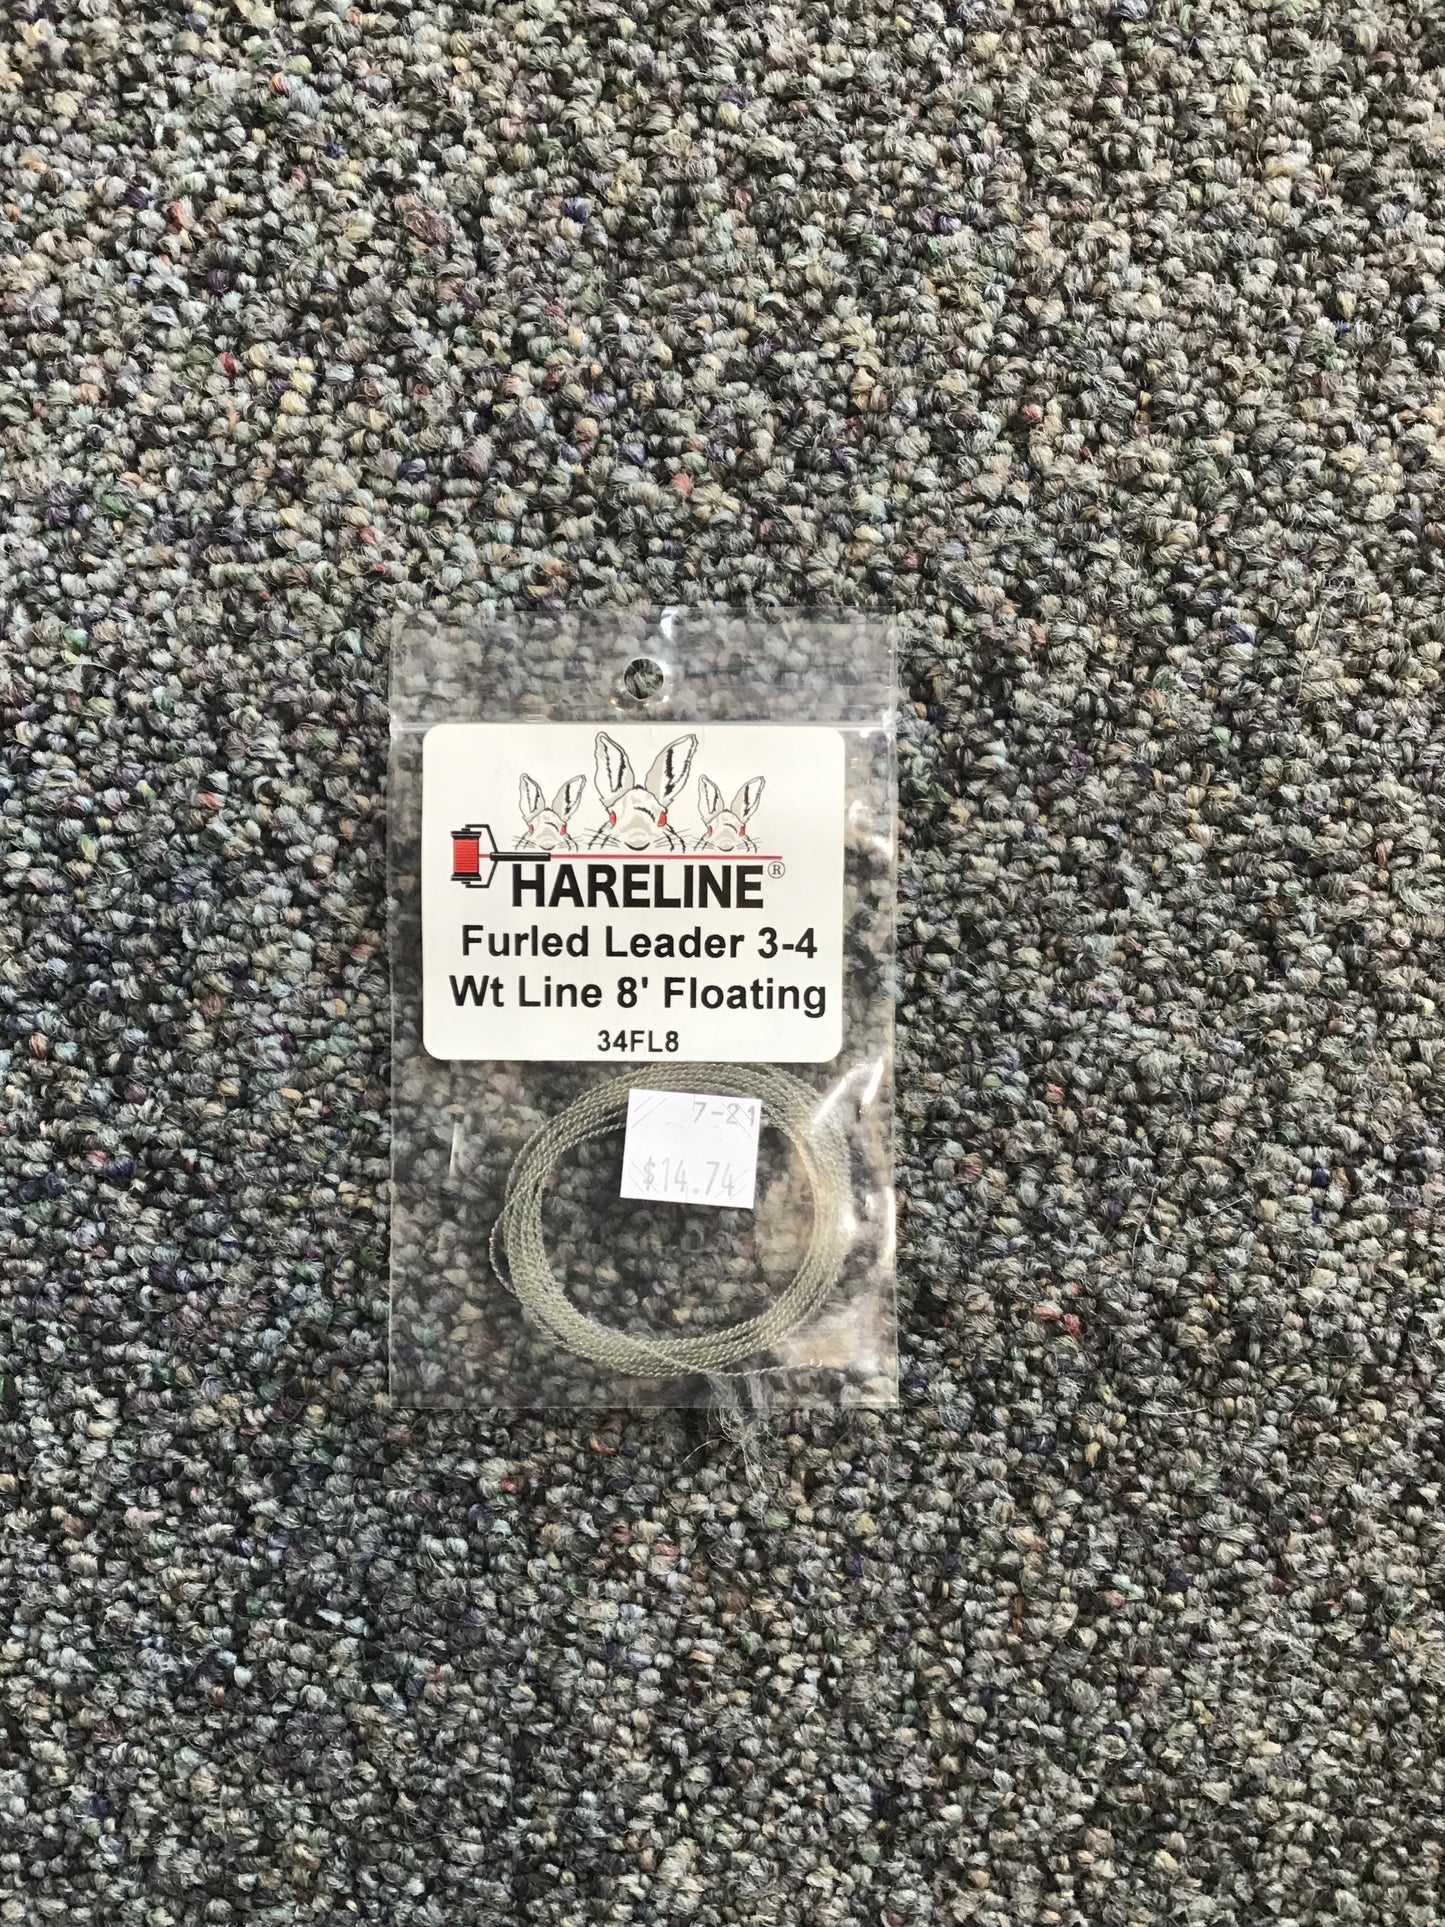 HARELINE®
Furled Leader 3-4
Wt Line 8' Floating
34FL8
7-21
$14.74